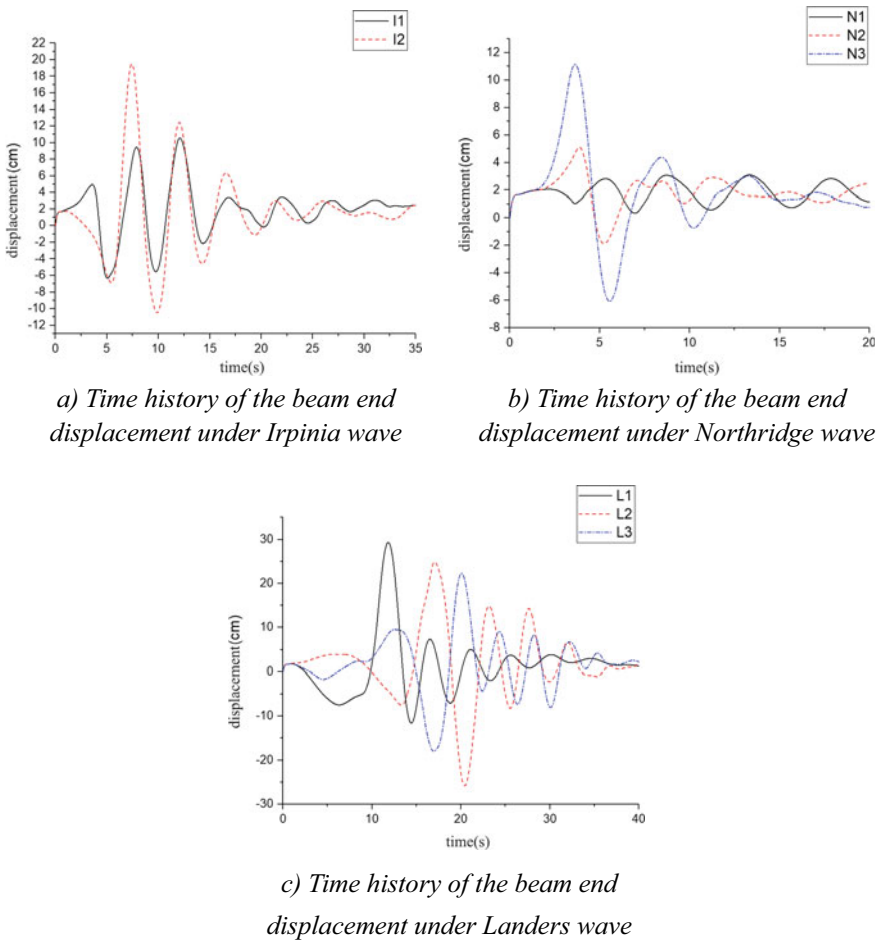 I1
I2
22
20
18
16
14
12
10
8
6
4
2
0
-2
-4
-6
-8
-10
-12
displacement(cm)
0 5 10 15 20 25 30 35
time(s)
a) Time history of the beam end
displacement under Irpinia wave
N1
N2
N3
12
10
8
6
4
2
0
-2
-4
-6
-8
displacement(cm)
0 5 10 15 20
time(s)
b) Time history of the beam end
displacement under Northridge wave
L1
L2
L3
30
20
10
0
-10
-20
-30
displacement(cm)
0 10 20 30 40
time(s)
c) Time history of the beam end
displacement under Landers wave